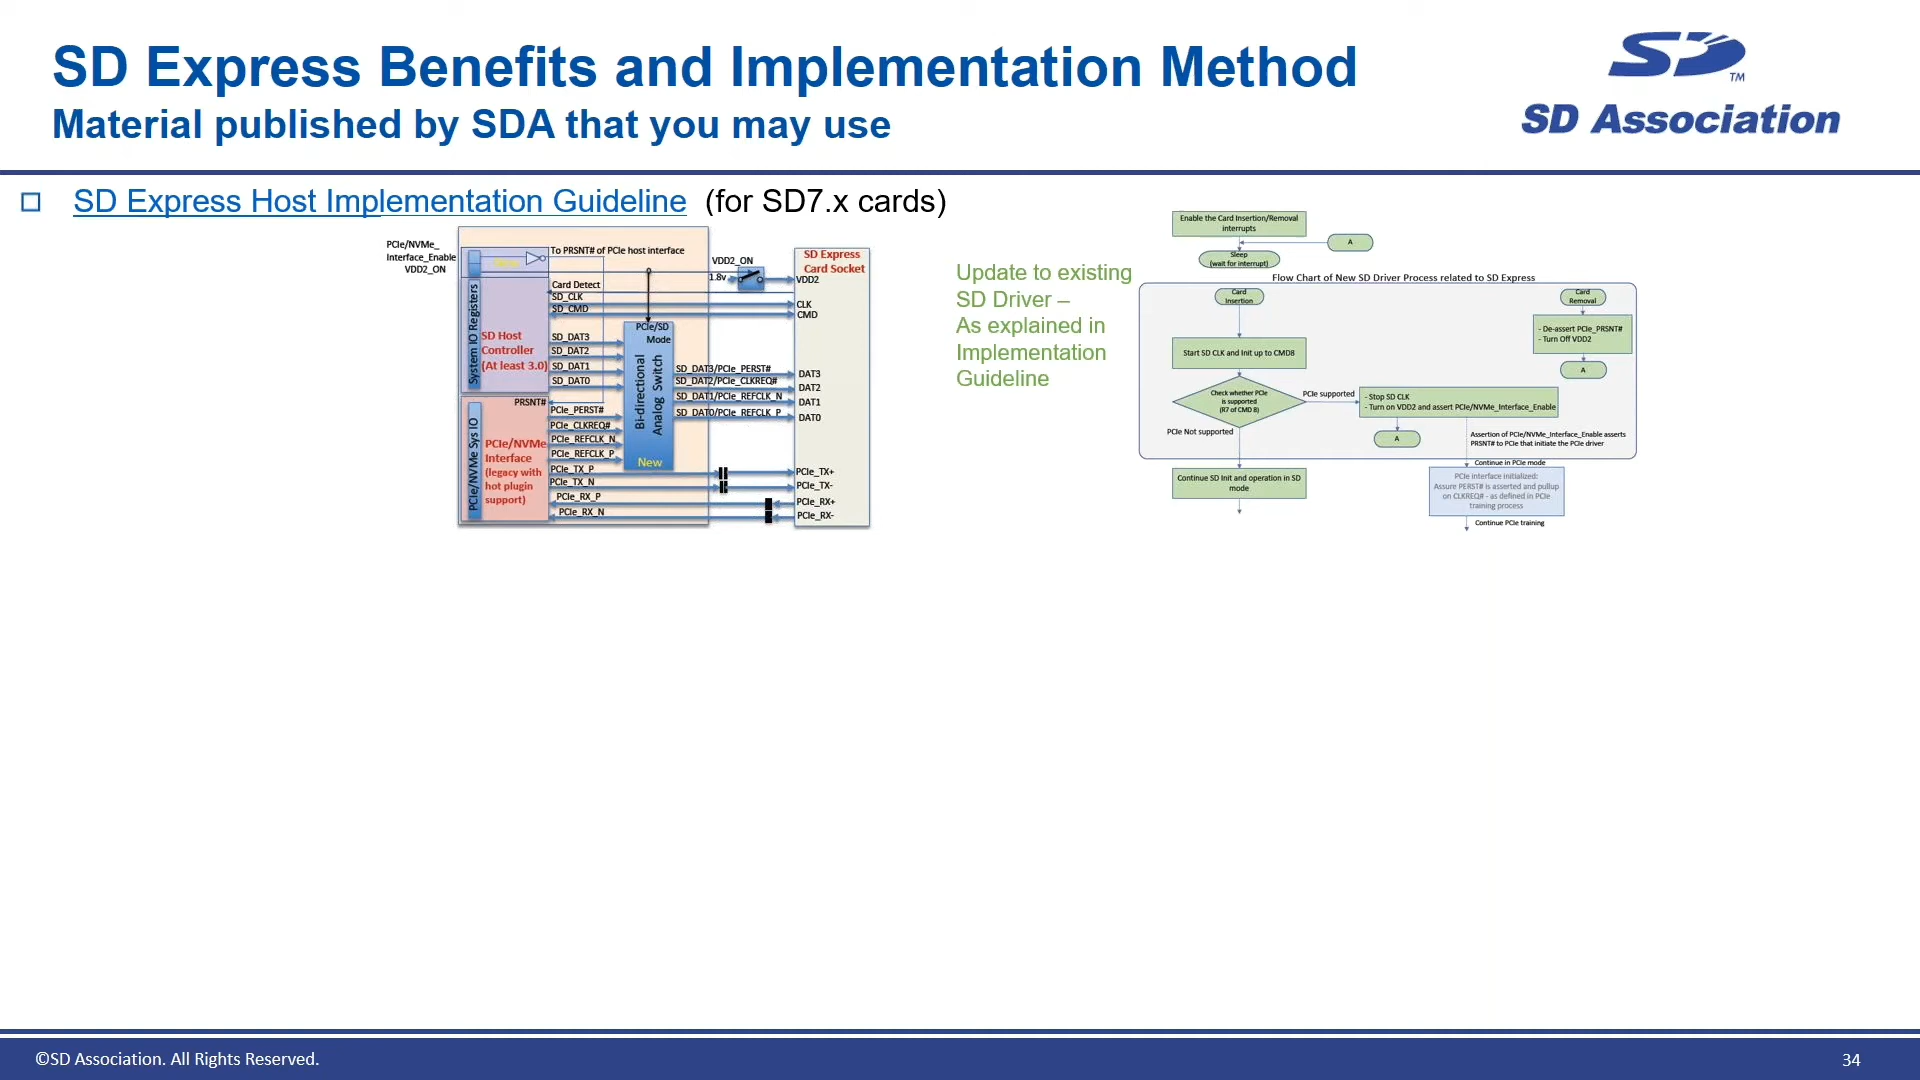 SD Express Benefits and Implementation Method
Material published by SDA that you may use
SD
TM
SD Association
SD Express Host Implementation Guideline (for SD7.x cards)
PCIe/NVMe_
Interface_Enable
VDD2_ON
To PRSNT# of PCIe host interface
Card Detect
SD_CLK
SD_CMD
System IO Registers
SD Host
Controller
(At least 3.0)
SD_DAT3
SD_DAT2
SD_DAT1
SD_DAT0
PRSNT#
PCIe/NVMe Sys IO
PCIe/NVMe
Interface
(legacy with
hot plugin
support)
PCIe_PERST#
PCIe_CLKREQ#
PCIe_REFCLK_N
PCIe_REFCLK_P
PCIe_TX_P
PCIe_TX_N
PCIe_RX_P
PCIe_RX_N
PCIe/SD
Mode
Bi-directional
Analog Switch
New
VDD2_ON
1.8v
SD_DAT3/PCIe_PERST#
SD_DAT2/PCIe_CLKREQ#
SD_DAT1/PCIe_REFCLK_N
SD_DAT0/PCIe_REFCLK_P
SD Express
Card Socket
VDD2
CLK
CMD
DAT3
DAT2
DAT1
DAT0
PCIe_TX+
PCIe_TX-
PCIe_RX+
PCIe_RX-
Update to existing
SD Driver –
As explained in
Implementation
Guideline
Enable the Card Insertion/Removal
interrupts
A
Sleep
(wait for interrupt)
Flow Chart of New SD Driver Process related to SD Express
Card
Insertion
Card
Removal
- De-assert PCIe_PRSNT#
- Turn Off VDD2
A
Start SD CLK and Init up to CMD8
Check whether PCIe
is supported
(R7 of CMD 8)
PCIe supported
- Stop SD CLK
- Turn on VDD2 and assert PCIe/NVMe_Interface_Enable
PCIe Not supported
A
Assertion of PCIe/NVMe_Interface_Enable asserts
PRSNT# to PCIe that initiate the PCIe driver
Continue in PCIe mode
Continue SD Init and operation in SD
mode
PCIe interface Initialized:
Assure PERST# is asserted and pullup
on CLKREQ# - as defined in PCIe
training process
Continue PCIe training
©SD Association. All Rights Reserved.
34